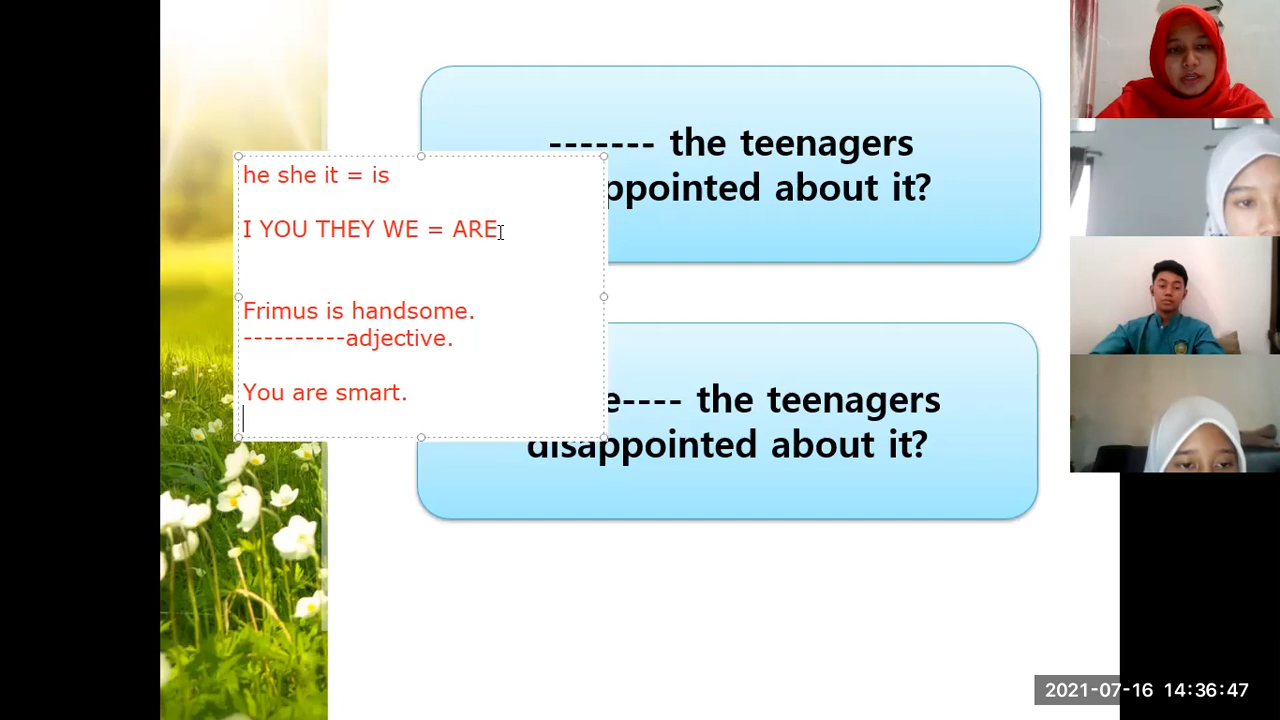 ------- the teenagers
ppointed about it?
he she it = is
I YOU THEY WE = ARE
Frimus is handsome.
----------adjective.
You are smart.
e---- the teenagers
disappointed about it?
2021-07-16 14:36:47